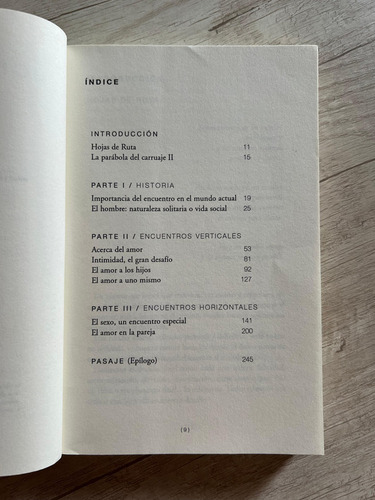 ÍNDICE
INTRODUCCIÓN
Hojas de Ruta 11
La parábola del carruaje II 15
PARTE I / HISTORIA
Importancia del encuentro en el mundo actual 19
El hombre: naturaleza solitaria o vida social 25
PARTE II / ENCUENTROS VERTICALES
Acerca del amor 53
Intimidad, el gran desafío 81
El amor a los hijos 92
El amor a uno mismo 127
PARTE III / ENCUENTROS HORIZONTALES
El sexo, un encuentro especial 141
El amor en la pareja 200
PASAJE (Epílogo) 245
(9)